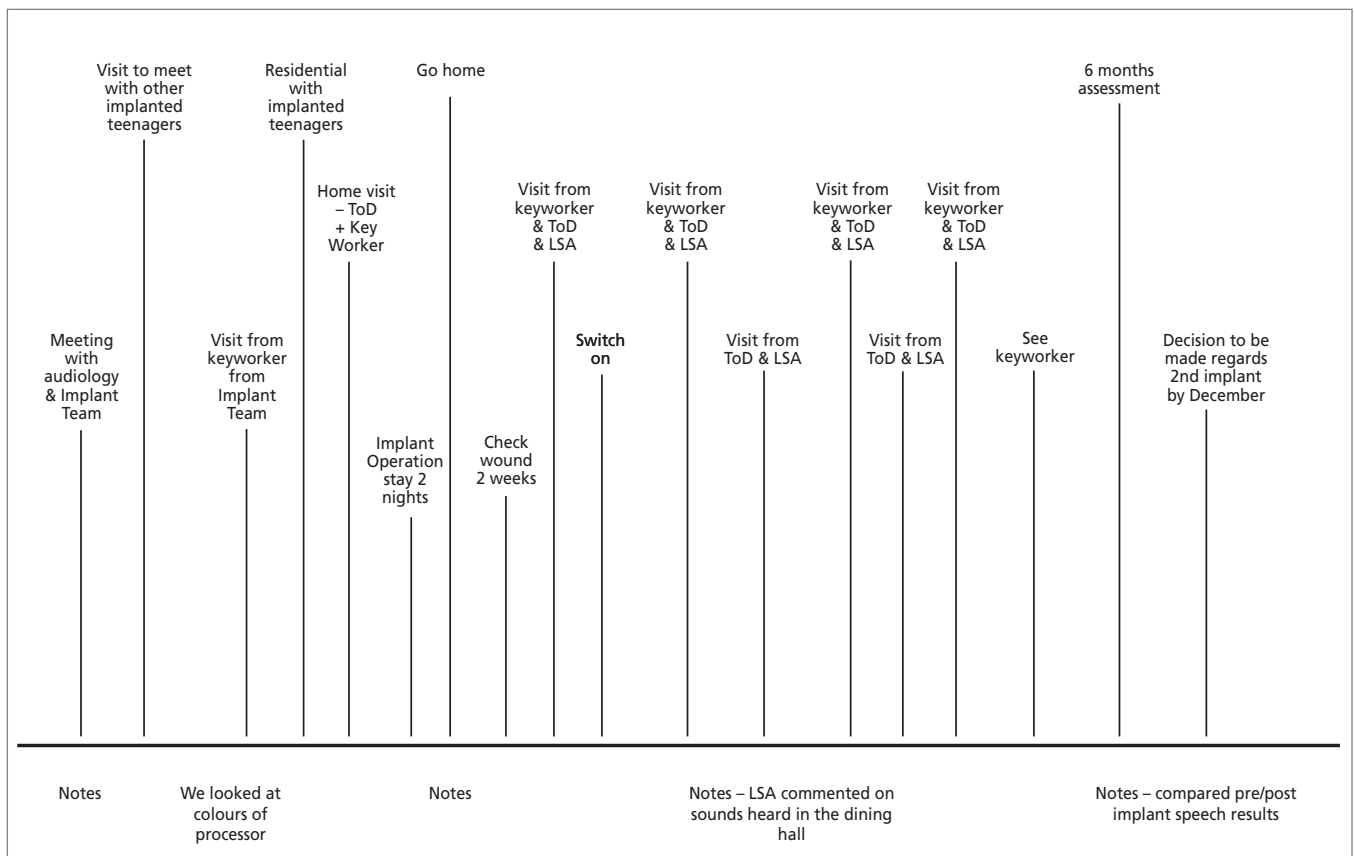 Visit to meet
with other
implanted
teenagers
Residential
with
implanted
teenagers
Go home
6 months
assessment
Home visit
– ToD
+ Key
Worker
Visit from
keyworker
& ToD
& LSA
Visit from
keyworker
& ToD
& LSA
Visit from
keyworker
& ToD
& LSA
Visit from
keyworker
& ToD
& LSA
Meeting
with
audiology
& Implant
Team
Visit from
keyworker
from
Implant
Team
Switch
on
Visit from
ToD & LSA
Visit from
ToD & LSA
See
keyworker
Decision to be
made regards
2nd implant
by December
Implant
Operation
stay 2
nights
Check
wound
2 weeks
Notes
We looked at
colours of
processor
Notes
Notes – LSA commented on
sounds heard in the dining
hall
Notes – compared pre/post
implant speech results